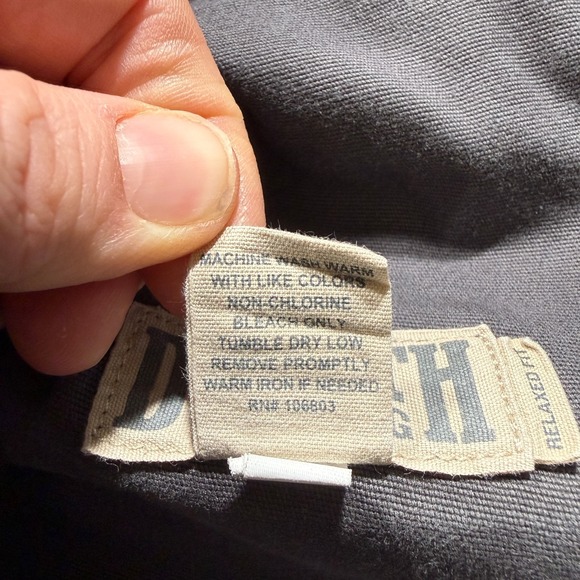 MACHINE WASH WARM
WITH LIKE COLORS
NON-CHLORINE
BLEACH ONLY
TUMBLE DRY LOW
REMOVE PROMPTLY
WARM IRON IF NEEDED
RN# 106803
D TH
RELAXED FIT